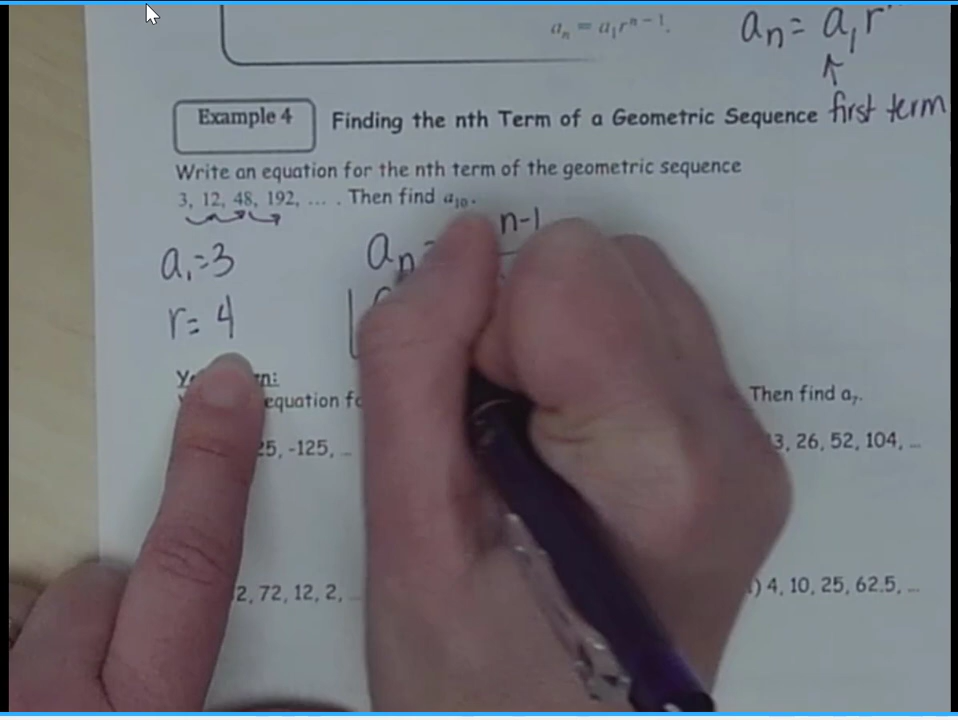 aₙ = a₁rⁿ⁻¹.
aₙ = a₁r
first term
Example 4
Finding the nth Term of a Geometric Sequence
Write an equation for the nth term of the geometric sequence
3, 12, 48, 192, ... . Then find a₁₀.
a₁=3
aₙ = n-1
r= 4
equation
Then find a₇.
25, -125, ...
3, 26, 52, 104, ...
2, 72, 12, 2,
) 4, 10, 25, 62.5, ...